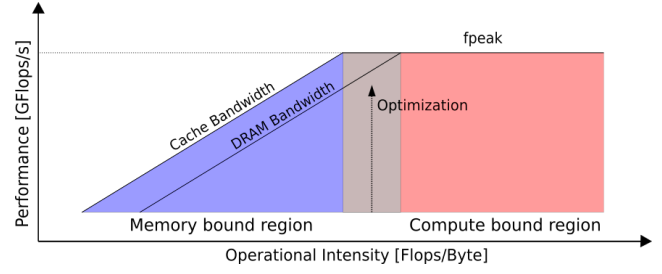 Performance [GFlops/s]
fpeak
Cache Bandwidth
DRAM Bandwidth
Optimization
Memory bound region
Compute bound region
Operational Intensity [Flops/Byte]